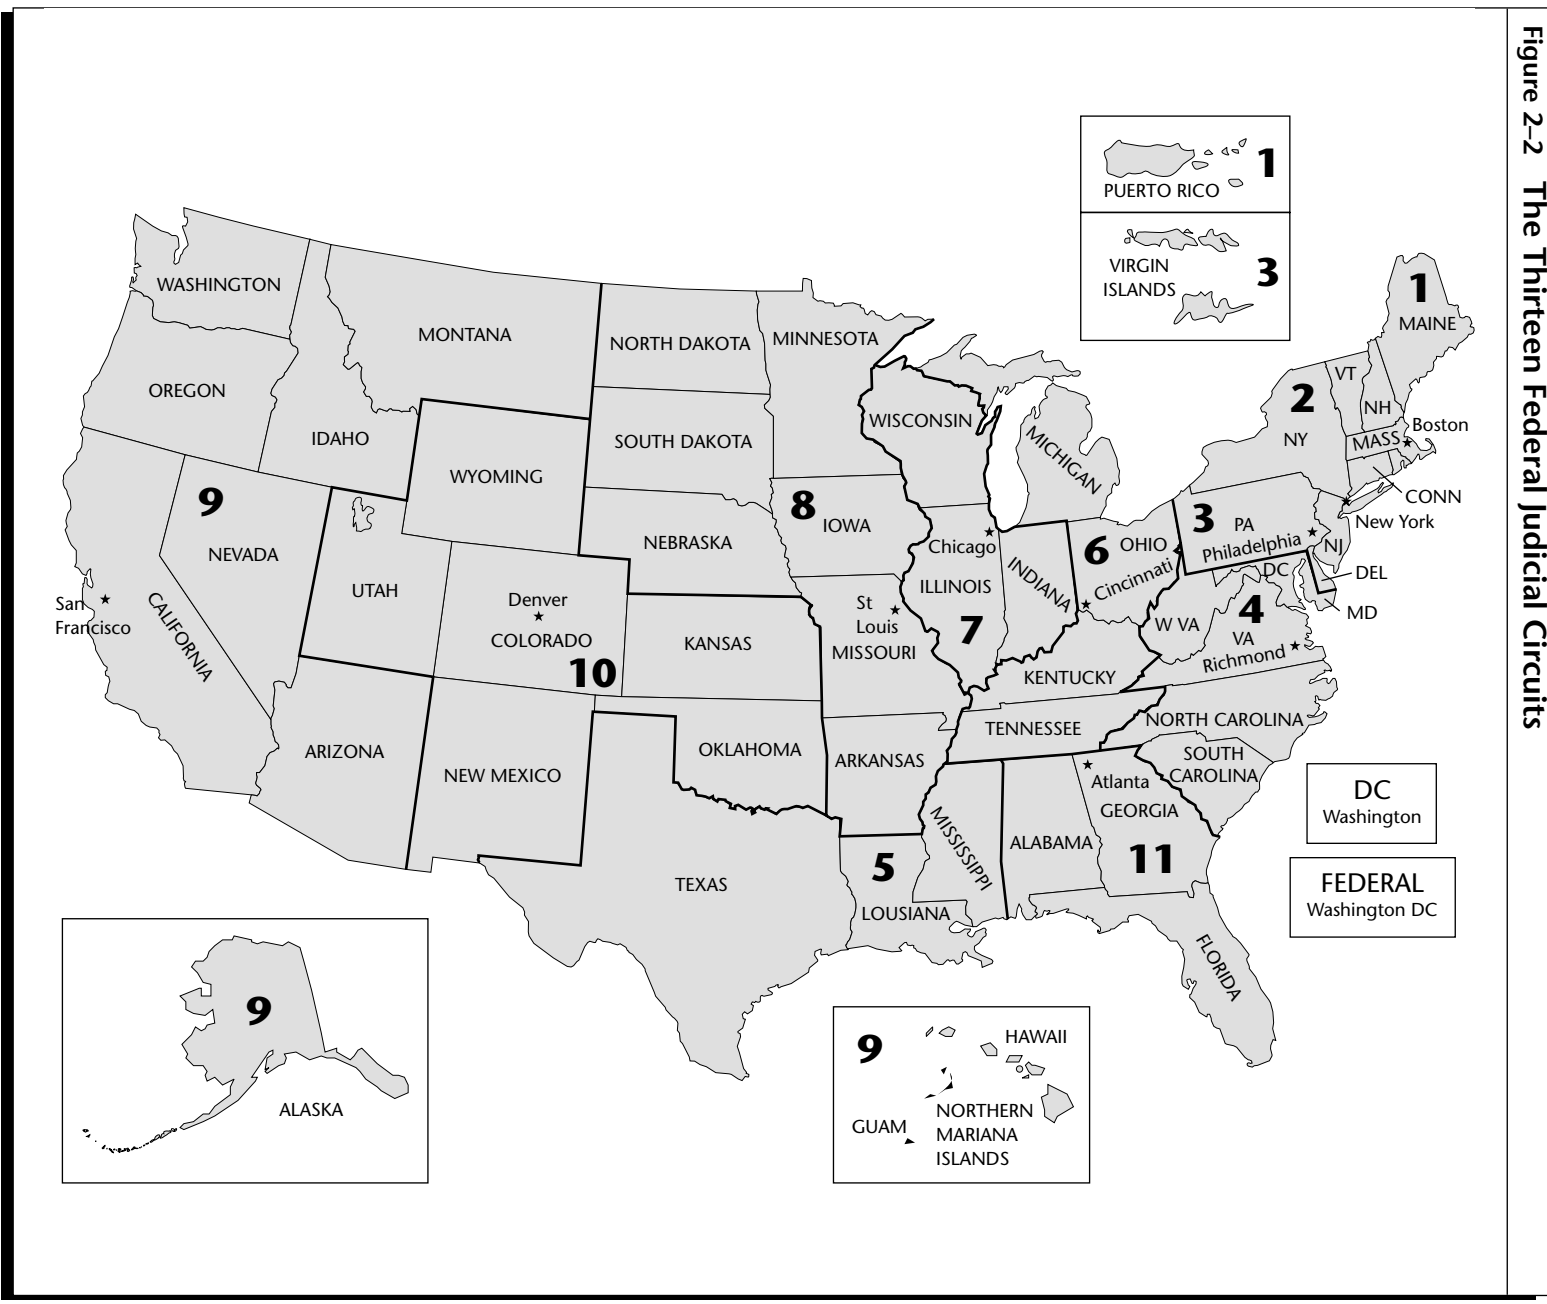 Figure 2–2 The Thirteen Federal Judicial Circuits
1
PUERTO RICO
VIRGIN
ISLANDS
3
WASHINGTON
MONTANA
NORTH DAKOTA
MINNESOTA
1
MAINE
OREGON
IDAHO
SOUTH DAKOTA
WISCONSIN
MICHIGAN
2
NY
VT
NH
MASS
Boston
WYOMING
9
NEVADA
8
IOWA
CONN
New York
NEBRASKA
Chicago
ILLINOIS
7
INDIANA
6
OHIO
Cincinnati
3
PA
Philadelphia
NJ
DC
DEL
MD
San
Francisco
CALIFORNIA
UTAH
Denver
COLORADO
10
KANSAS
St
Louis
MISSOURI
KENTUCKY
W VA
4
VA
Richmond
ARIZONA
NEW MEXICO
OKLAHOMA
ARKANSAS
TENNESSEE
NORTH CAROLINA
SOUTH
CAROLINA
Atlanta
GEORGIA
11
MISSISSIPPI
ALABAMA
TEXAS
5
LOUSIANA
FLORIDA
DC
Washington
FEDERAL
Washington DC
9
ALASKA
9
HAWAII
GUAM
NORTHERN
MARIANA
ISLANDS